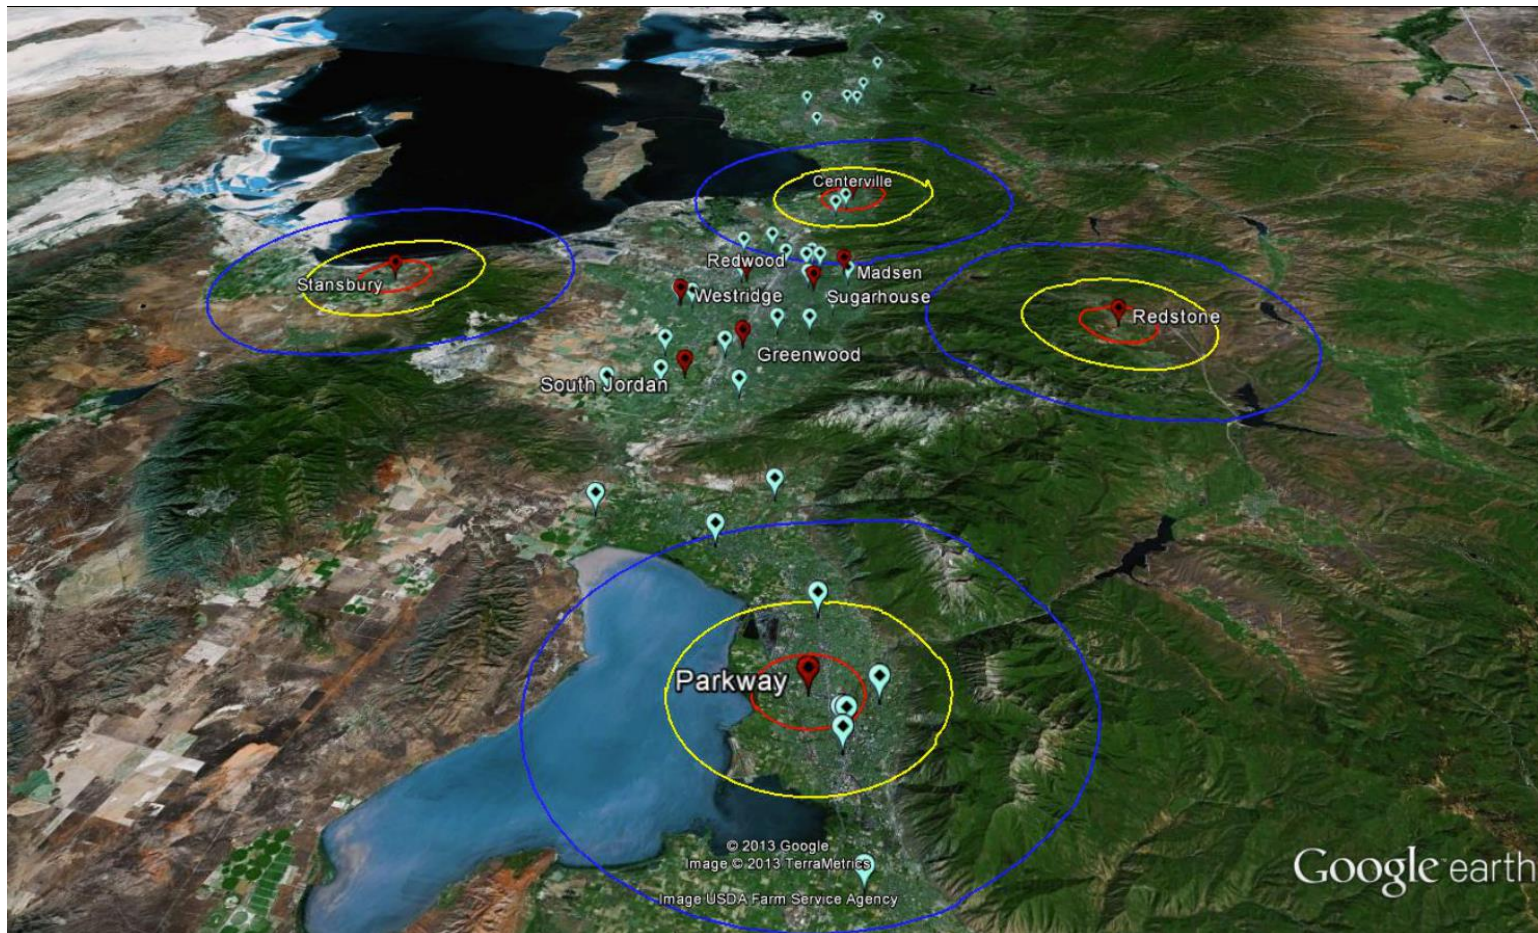 Centerville
Redwood
Madsen
Stansbury
Westridge
Sugarhouse
Redstone
Greenwood
South Jordan
Parkway
© 2013 Google
Image © 2013 TerraMetrics
Image USDA Farm Service Agency
Google earth